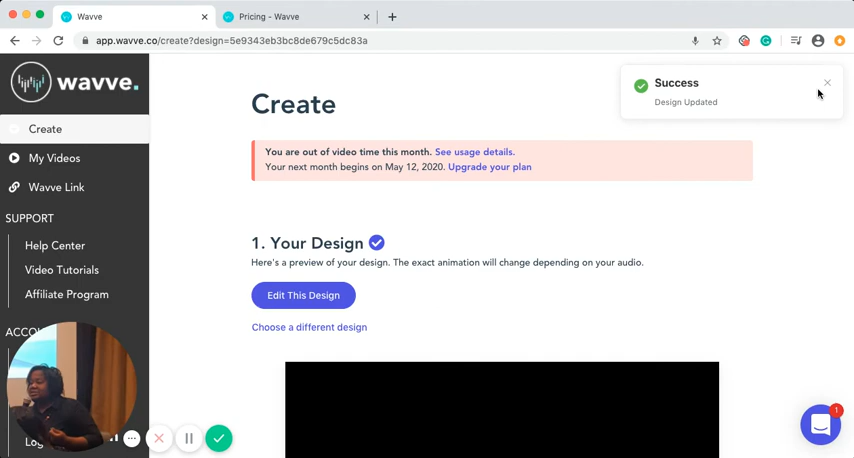 Wavve
Pricing - Wavve
app.wavve.co/create?design=5e9343eb3bc8de679c5dc83a
wavve.
Create
My Videos
Wavve Link
SUPPORT
Help Center
Video Tutorials
Affiliate Program
Create
You are out of video time this month. See usage details.
Your next month begins on May 12, 2020. Upgrade your plan
1. Your Design
Here's a preview of your design. The exact animation will change depending on your audio.
Edit This Design
Choose a different design
Success
Design Updated
1